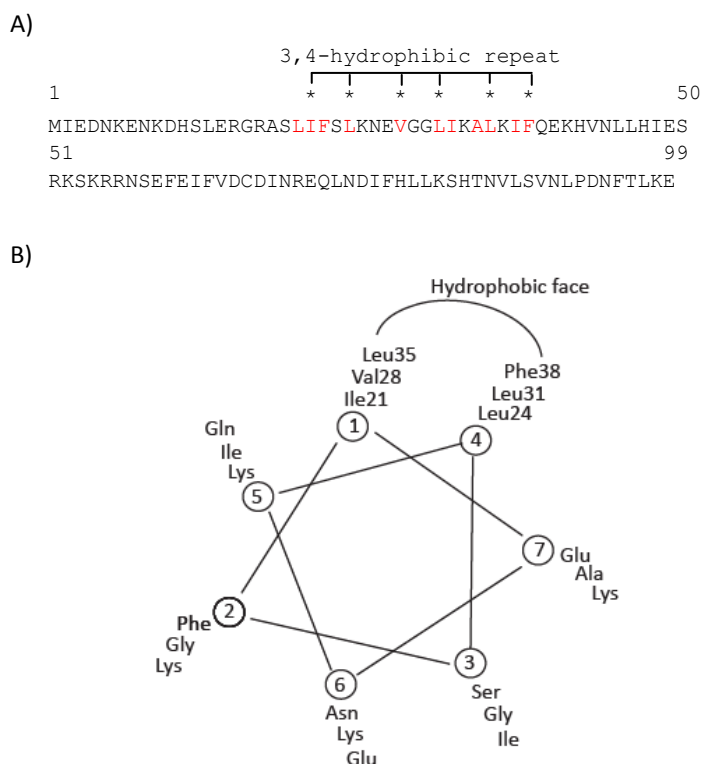 A)
3,4-hydrophibic repeat
* * * * * *
1 50
MIEDNKENKDHSLERGRASLIFSLKNEVGGLIKALKIFQEKHVNLLHIES
51 99
RKSKRRNSEFEIFVDCDINREQLNDIFHLLKSHTNVLSVNLPDNFTLKE
B)
Hydrophobic face
Leu35
Val28
Ile21
Phe38
Leu31
Leu24
1
4
Gln
Ile
Lys
5
7
Glu
Ala
Lys
Phe
Gly
Lys
2
3
Ser
Gly
Ile
6
Asn
Lys
Glu